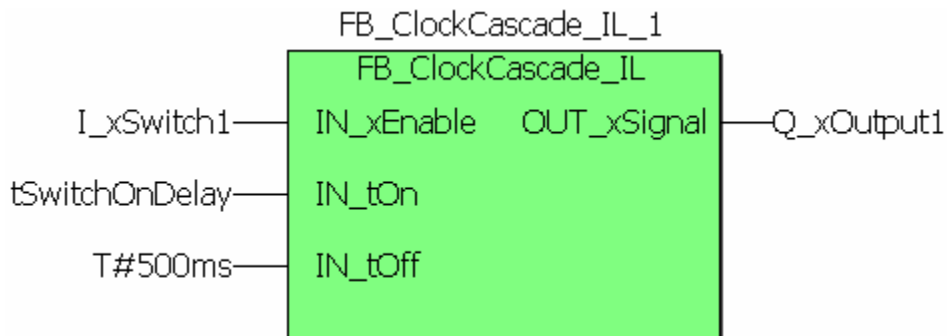 FB_ClockCascade_IL_1
FB_ClockCascade_IL
I_xSwitch1 IN_xEnable OUT_xSignal Q_xOutput1
tSwitchOnDelay IN_tOn
T#500ms IN_tOff